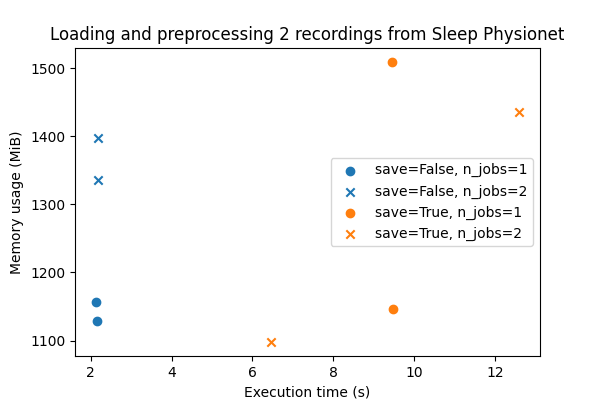 Loading and preprocessing 2 recordings from Sleep Physionet
Memory usage (MiB)
1500
1400
1300
1200
1100
save=False, n_jobs=1
save=False, n_jobs=2
save=True, n_jobs=1
save=True, n_jobs=2
2 4 6 8 10 12
Execution time (s)